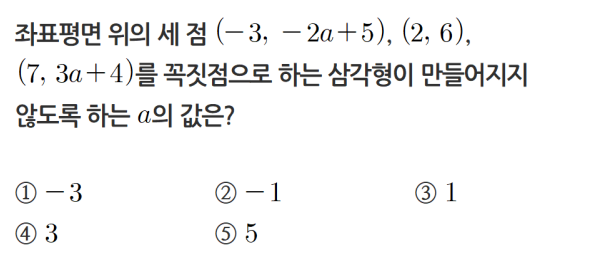 좌표평면 위의 세 점 (−3, −2a+5), (2, 6),
(7, 3a+4)를 꼭짓점으로 하는 삼각형이 만들어지지
않도록 하는 a의 값은?
① −3 ② −1 ③ 1
④ 3 ⑤ 5